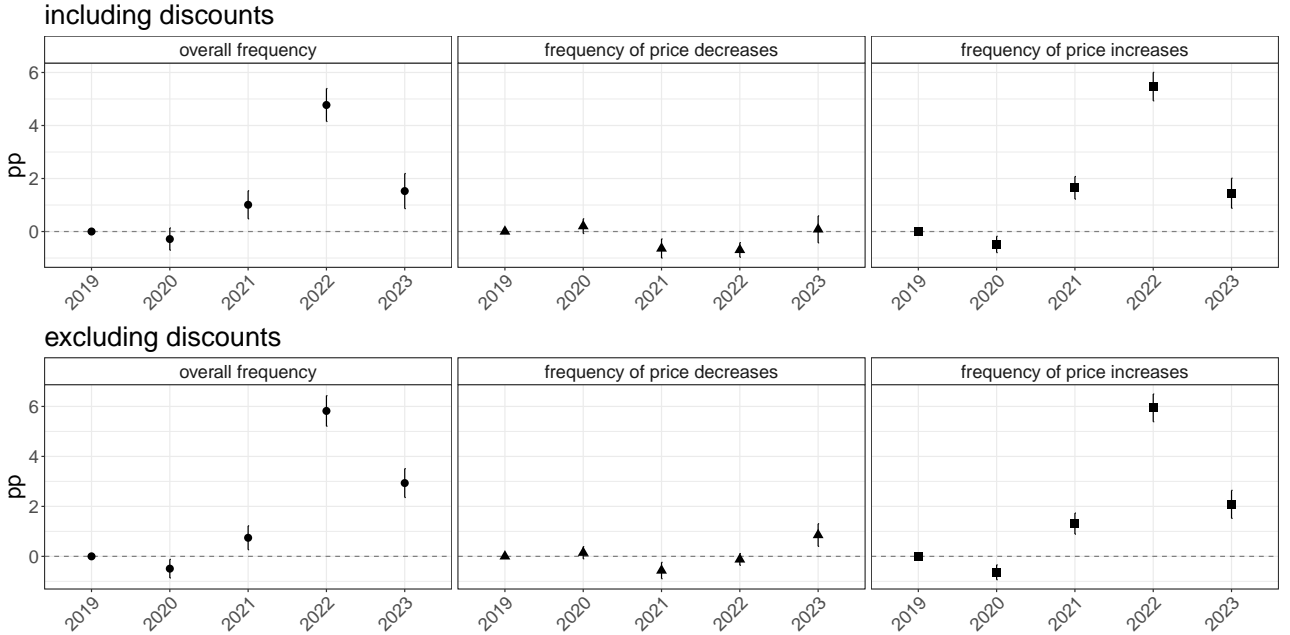 including discounts
overall frequency frequency of price decreases frequency of price increases
6
4
2
0
pp
2019 2020 2021 2022 2023 2019 2020 2021 2022 2023 2019 2020 2021 2022 2023
excluding discounts
overall frequency frequency of price decreases frequency of price increases
6
4
2
0
pp
2019 2020 2021 2022 2023 2019 2020 2021 2022 2023 2019 2020 2021 2022 2023